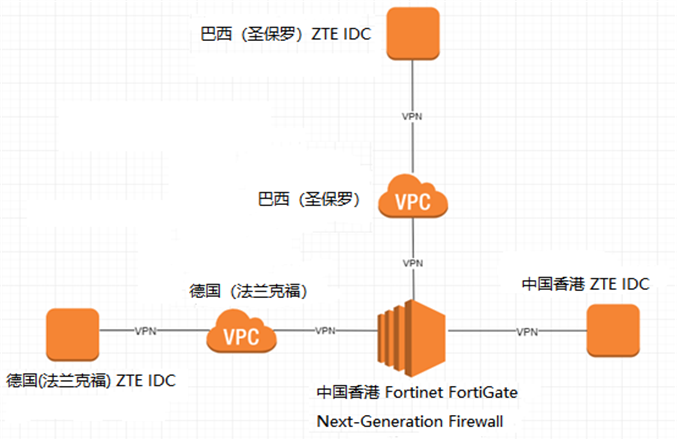 巴西（圣保罗）ZTE IDC
VPN
巴西（圣保罗）
VPC
VPN
中国香港 ZTE IDC
德国（法兰克福）
VPN
VPC
VPN
VPN
德国(法兰克福) ZTE IDC
中国香港 Fortinet FortiGate
Next-Generation Firewall